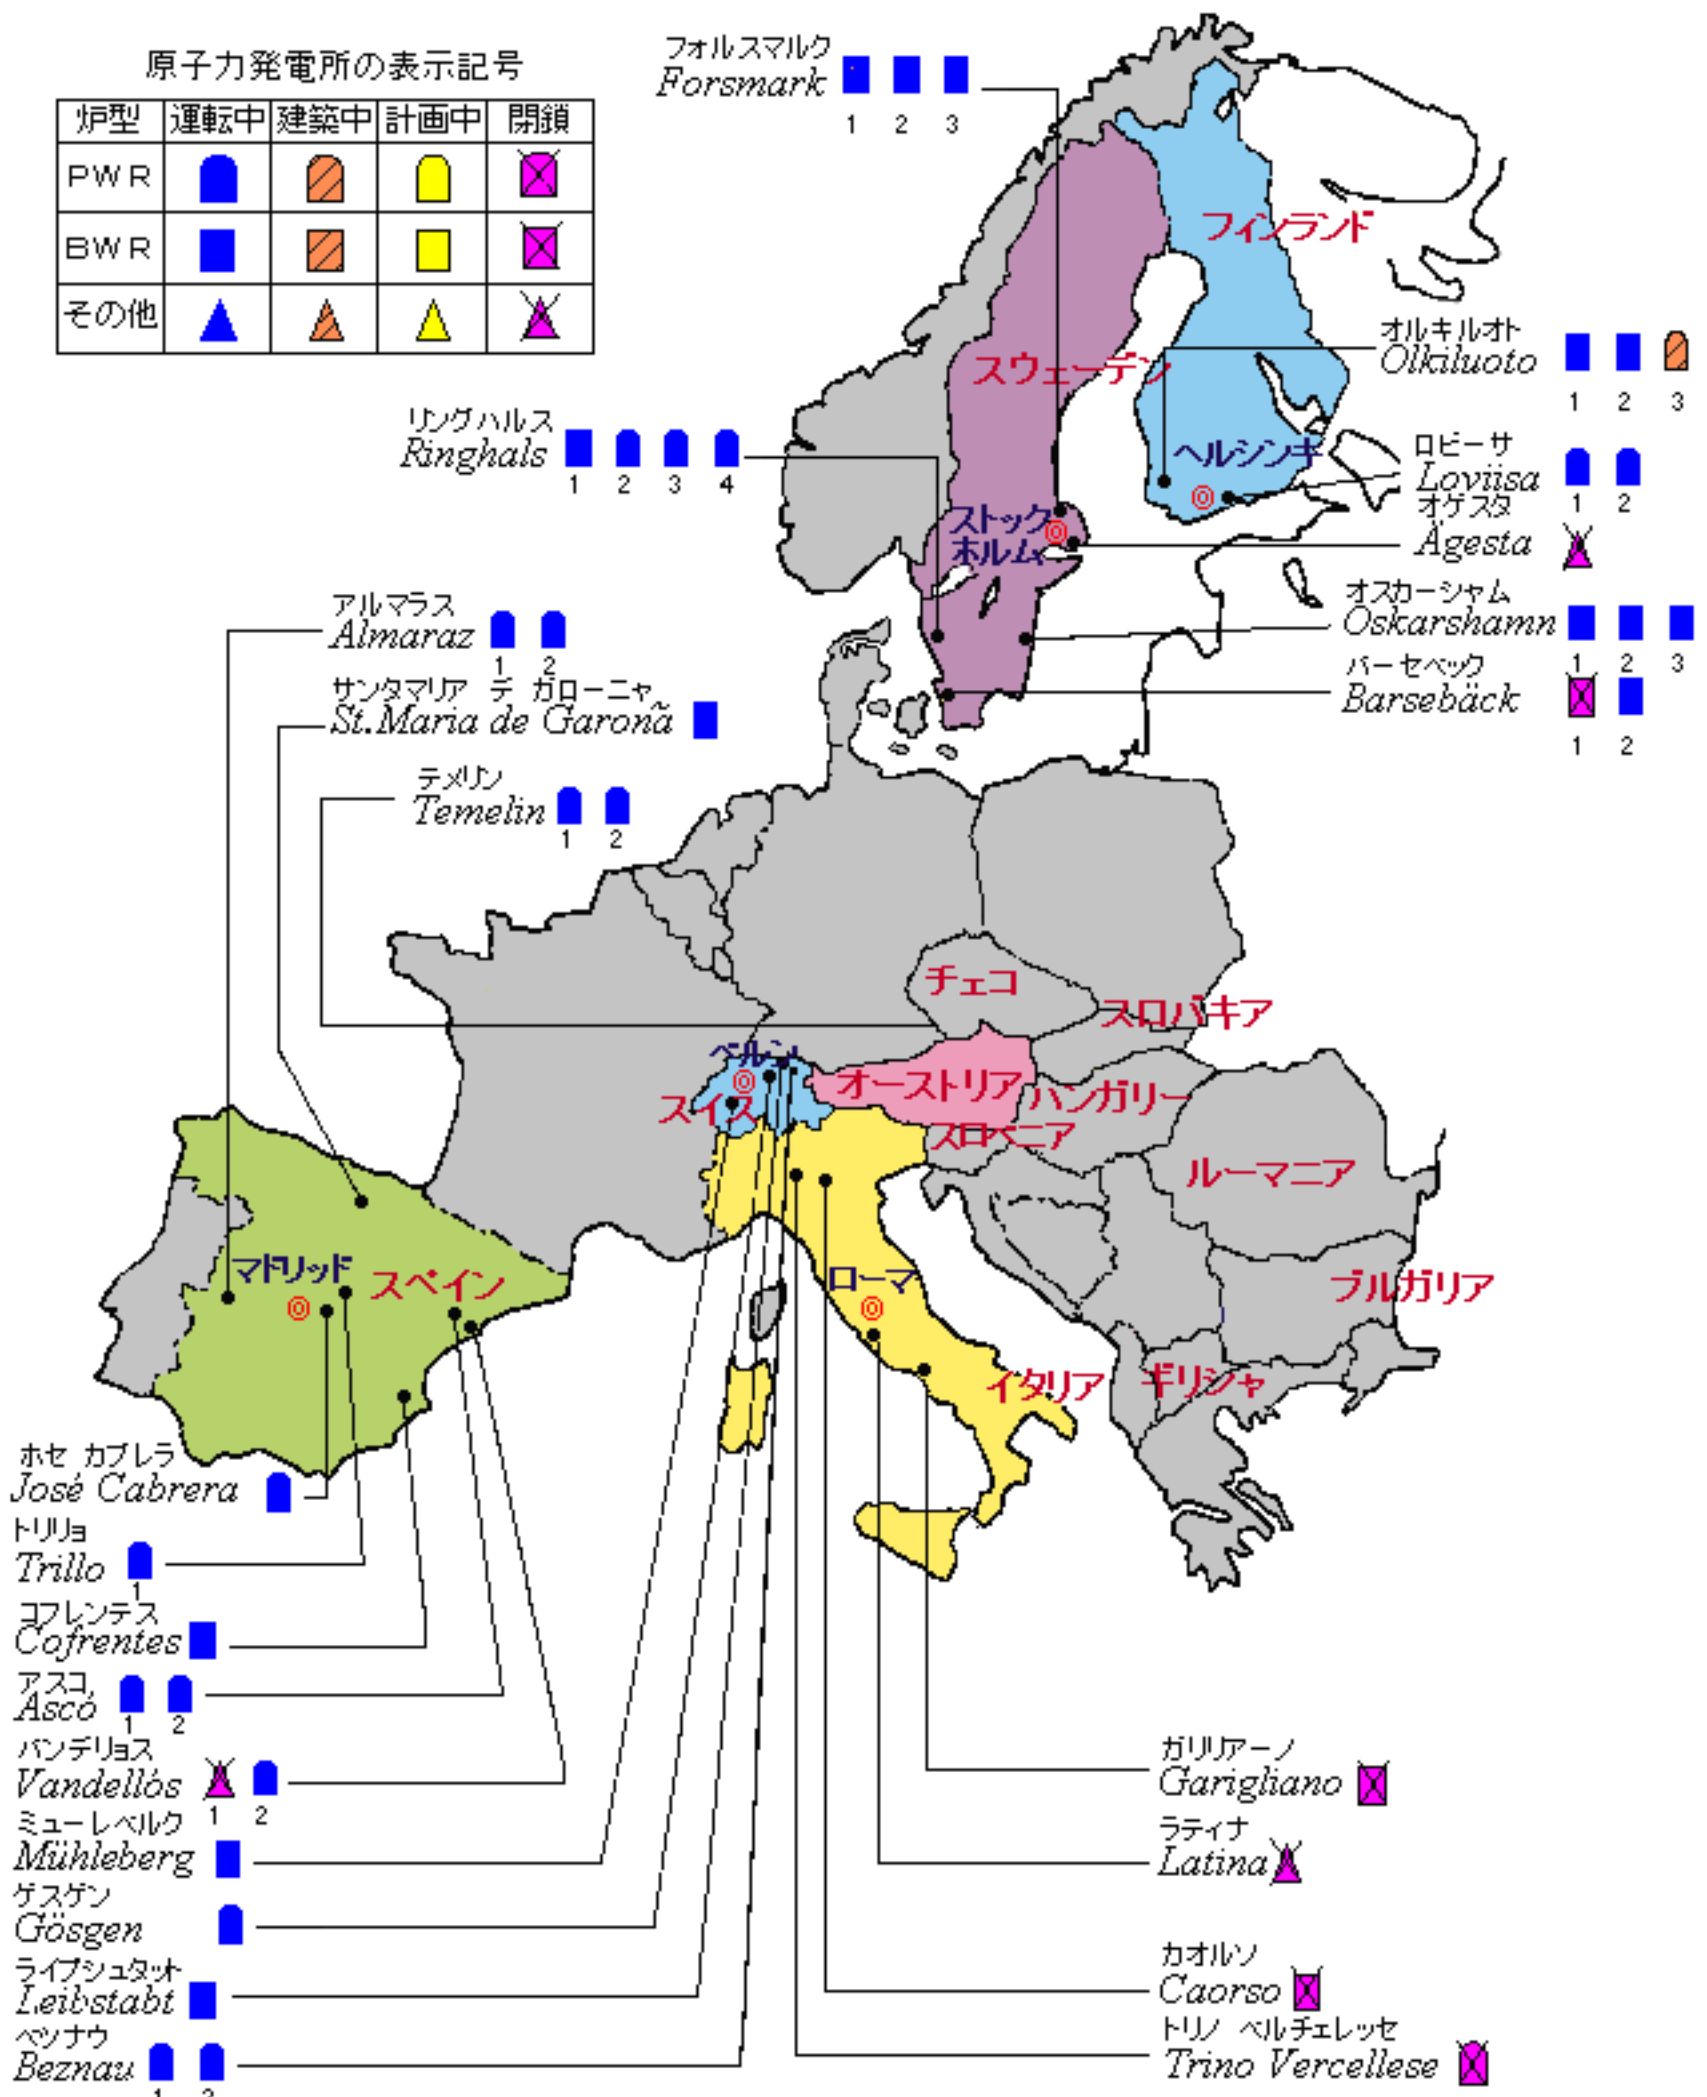 原子力発電所の表示記号
炉型 運転中 建築中 計画中 閉鎖
PWR
BWR
その他
フォルスマルク
Forsmark
1 2 3
フィンランド
スウェーデン
オルキルオト
Olkiluoto
1 2 3
リングハルス
Ringhals
1 2 3 4
ヘルシンキ
ロビーサ
Loviisa
1 2
ストック
ホルム
オゲスタ
Ägesta
オスカーシャム
Oskarshamn
1 2 3
バーセベック
Barsebäck
1 2
アルマラス
Almaraz
1 2
サンタマリア デ ガローニャ
St.Maria de Garoña
テメリン
Temelin
1 2
チェコ
スロバキア
ベルン
オーストリア
ハンガリー
スイス
スロベニア
ルーマニア
マドリッド
スペイン
ローマ
ブルガリア
イタリア
ギリシャ
ホセ カブレラ
José Cabrera
トリリョ
Trillo
1
コフレンテス
Cofrentes
アスコ
Ascó
1 2
バンデリョス
Vandellòs
1 2
ミューレベルク
Mühleberg
ゲスゲン
Gösgen
ライプシュタット
Leibstabt
ベツナウ
Beznau
1 2
ガリリアーノ
Garigliano
ラティナ
Latina
カオルソ
Caorso
トリノ ベルチェレッセ
Trino Vercellese